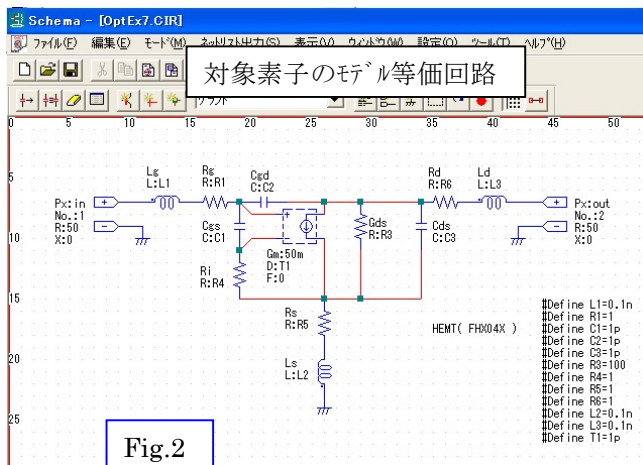 Schema - [OptEx7.CIR]
ファイル(F) 編集(E) モード(M) ネットリスト出力(S) 表示(V) ウィンドウ(W) 設定(O) ツール(T) ヘルプ(H)
対象素子のモデル等価回路
グランド
0 5 10 15 20 25 30 35 40 45 50
5
10
15
20
25
Lg
L:L1
Rg
R:R1
Cgd
C:C2
Rd
R:R6
Ld
L:L3
Px:in
No.:1
R:50
X:0
Cgs
C:C1
Gm:50m
D:T1
F:0
Gds
R:R3
Cds
C:C3
Px:out
No.:2
R:50
X:0
Ri
R:R4
Rs
R:R5
Ls
L:L2
HEMT( FHX04X )
‡Define L1=0.1n
‡Define R1=1
‡Define C1=1p
‡Define C2=1p
‡Define C3=1p
‡Define R3=100
‡Define R4=1
‡Define R5=1
‡Define R6=1
‡Define L2=0.1n
‡Define L3=0.1n
‡Define T1=1p
Fig.2